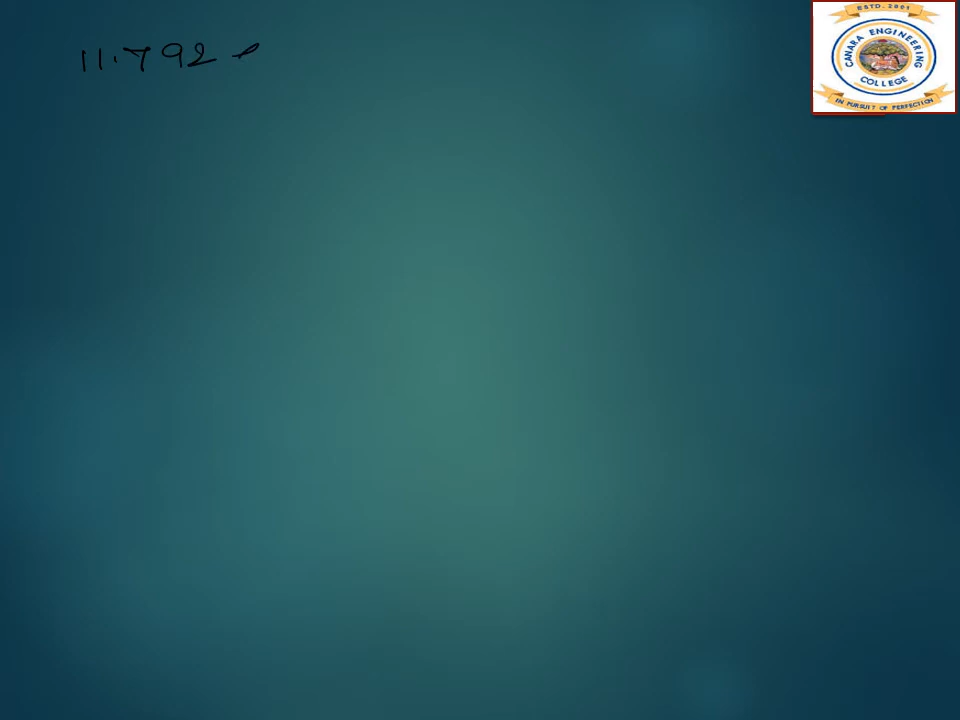 11.792
ESTD. 2001
CANARA ENGINEERING
COLLEGE
IN PURSUIT OF PERFECTION